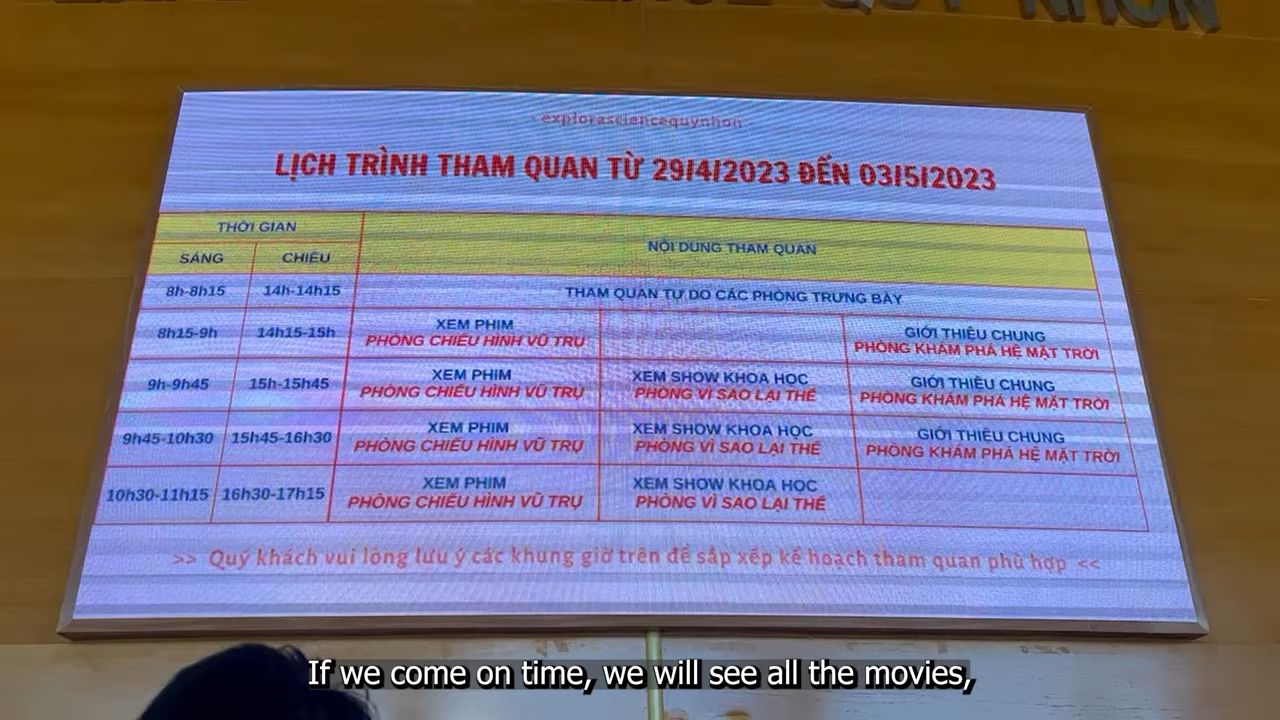 QUY NHƠN
explorasciencequynhon
LỊCH TRÌNH THAM QUAN TỪ 29/4/2023 ĐẾN 03/5/2023
THỜI GIAN
NỘI DUNG THAM QUAN
SÁNG CHIỀU
8h-8h15 14h-14h15 THAM QUAN TỰ DO CÁC PHÒNG TRƯNG BÀY
8h15-9h 14h15-15h XEM PHIM GIỚI THIỆU CHUNG
PHÒNG CHIẾU HÌNH VŨ TRỤ PHÒNG KHÁM PHÁ HỆ MẶT TRỜI
9h-9h45 15h-15h45 XEM PHIM XEM SHOW KHOA HỌC GIỚI THIỆU CHUNG
PHÒNG CHIẾU HÌNH VŨ TRỤ PHÒNG VÌ SAO LẠI THẾ PHÒNG KHÁM PHÁ HỆ MẶT TRỜI
9h45-10h30 15h45-16h30 XEM PHIM XEM SHOW KHOA HỌC GIỚI THIỆU CHUNG
PHÒNG CHIẾU HÌNH VŨ TRỤ PHÒNG VÌ SAO LẠI THẾ PHÒNG KHÁM PHÁ HỆ MẶT TRỜI
10h30-11h15 16h30-17h15 XEM PHIM XEM SHOW KHOA HỌC
PHÒNG CHIẾU HÌNH VŨ TRỤ PHÒNG VÌ SAO LẠI THẾ
>> Quý khách vui lòng lưu ý các khung giờ trên để sắp xếp kế hoạch tham quan phù hợp <<
If we come on time, we will see all the movies,